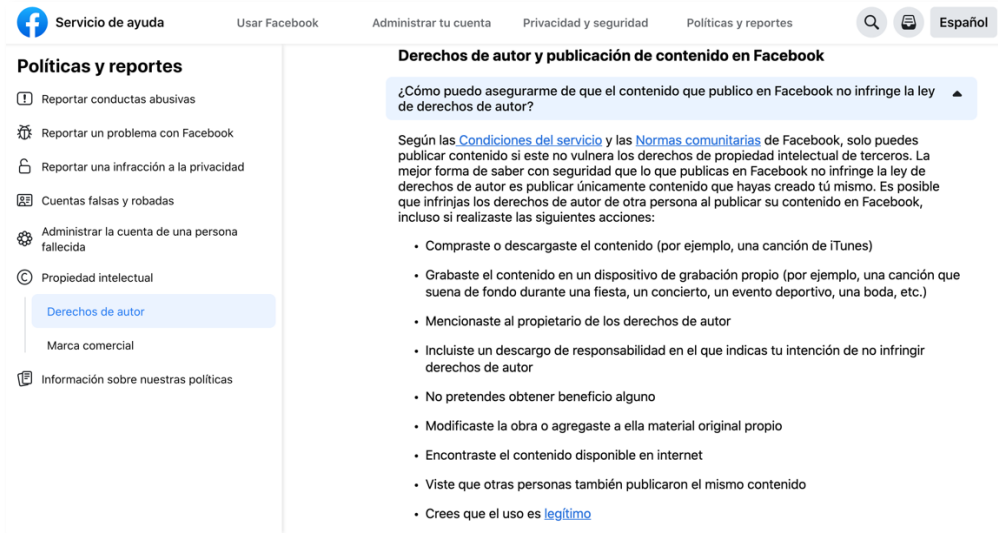 Servicio de ayuda
Usar Facebook
Administrar tu cuenta
Privacidad y seguridad
Políticas y reportes
Español
Políticas y reportes
Reportar conductas abusivas
Reportar un problema con Facebook
Reportar una infracción a la privacidad
Cuentas falsas y robadas
Administrar la cuenta de una persona
fallecida
Propiedad intelectual
Derechos de autor
Marca comercial
Información sobre nuestras políticas
Derechos de autor y publicación de contenido en Facebook
¿Cómo puedo asegurarme de que el contenido que publico en Facebook no infringe la ley
de derechos de autor?
Según las Condiciones del servicio y las Normas comunitarias de Facebook, solo puedes
publicar contenido si este no vulnera los derechos de propiedad intelectual de terceros. La
mejor forma de saber con seguridad que lo que publicas en Facebook no infringe la ley de
derechos de autor es publicar únicamente contenido que hayas creado tú mismo. Es posible
que infrinjas los derechos de autor de otra persona al publicar su contenido en Facebook,
incluso si realizaste las siguientes acciones:
• Compraste o descargaste el contenido (por ejemplo, una canción de iTunes)
• Grabaste el contenido en un dispositivo de grabación propio (por ejemplo, una canción que
suena de fondo durante una fiesta, un concierto, un evento deportivo, una boda, etc.)
• Mencionaste al propietario de los derechos de autor
• Incluiste un descargo de responsabilidad en el que indicas tu intención de no infringir
derechos de autor
• No pretendes obtener beneficio alguno
• Modificaste la obra o agregaste a ella material original propio
• Encontraste el contenido disponible en internet
• Viste que otras personas también publicaron el mismo contenido
• Crees que el uso es legítimo